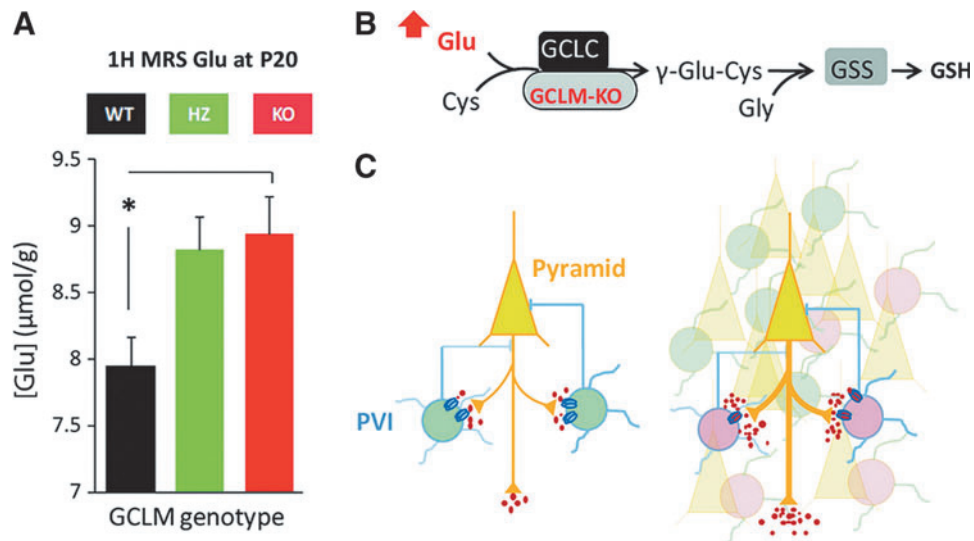 A
1H MRS Glu at P20
WT HZ KO
9.5
9
8.5
8
7.5
7
[Glu] (μmol/g)
*
GCLM genotype
B
Glu
Cys
GCLC
GCLM-KO
γ-Glu-Cys
Gly
GSS
GSH
C
Pyramid
PVI